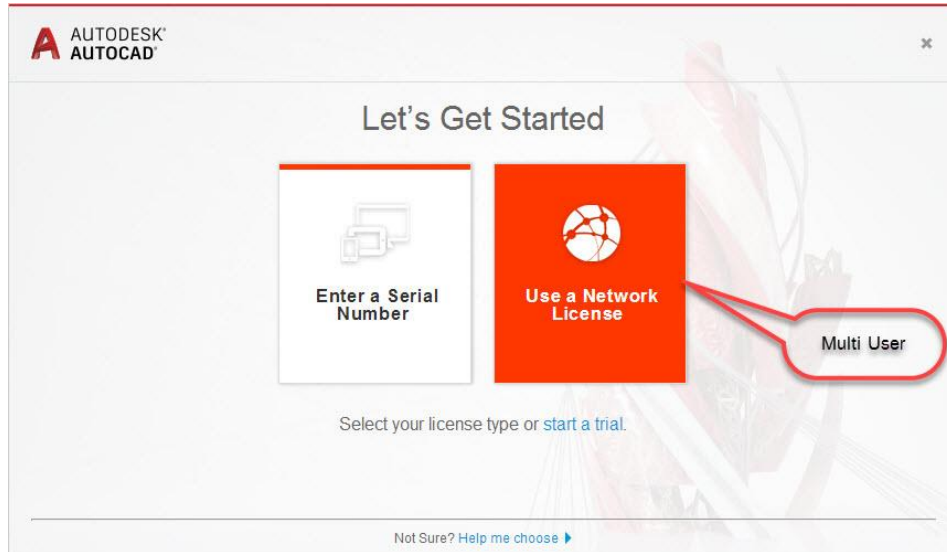 AUTODESK®
AUTOCAD®
Let's Get Started
Enter a Serial
Number
Use a Network
License
Multi User
Select your license type or start a trial.
Not Sure? Help me choose